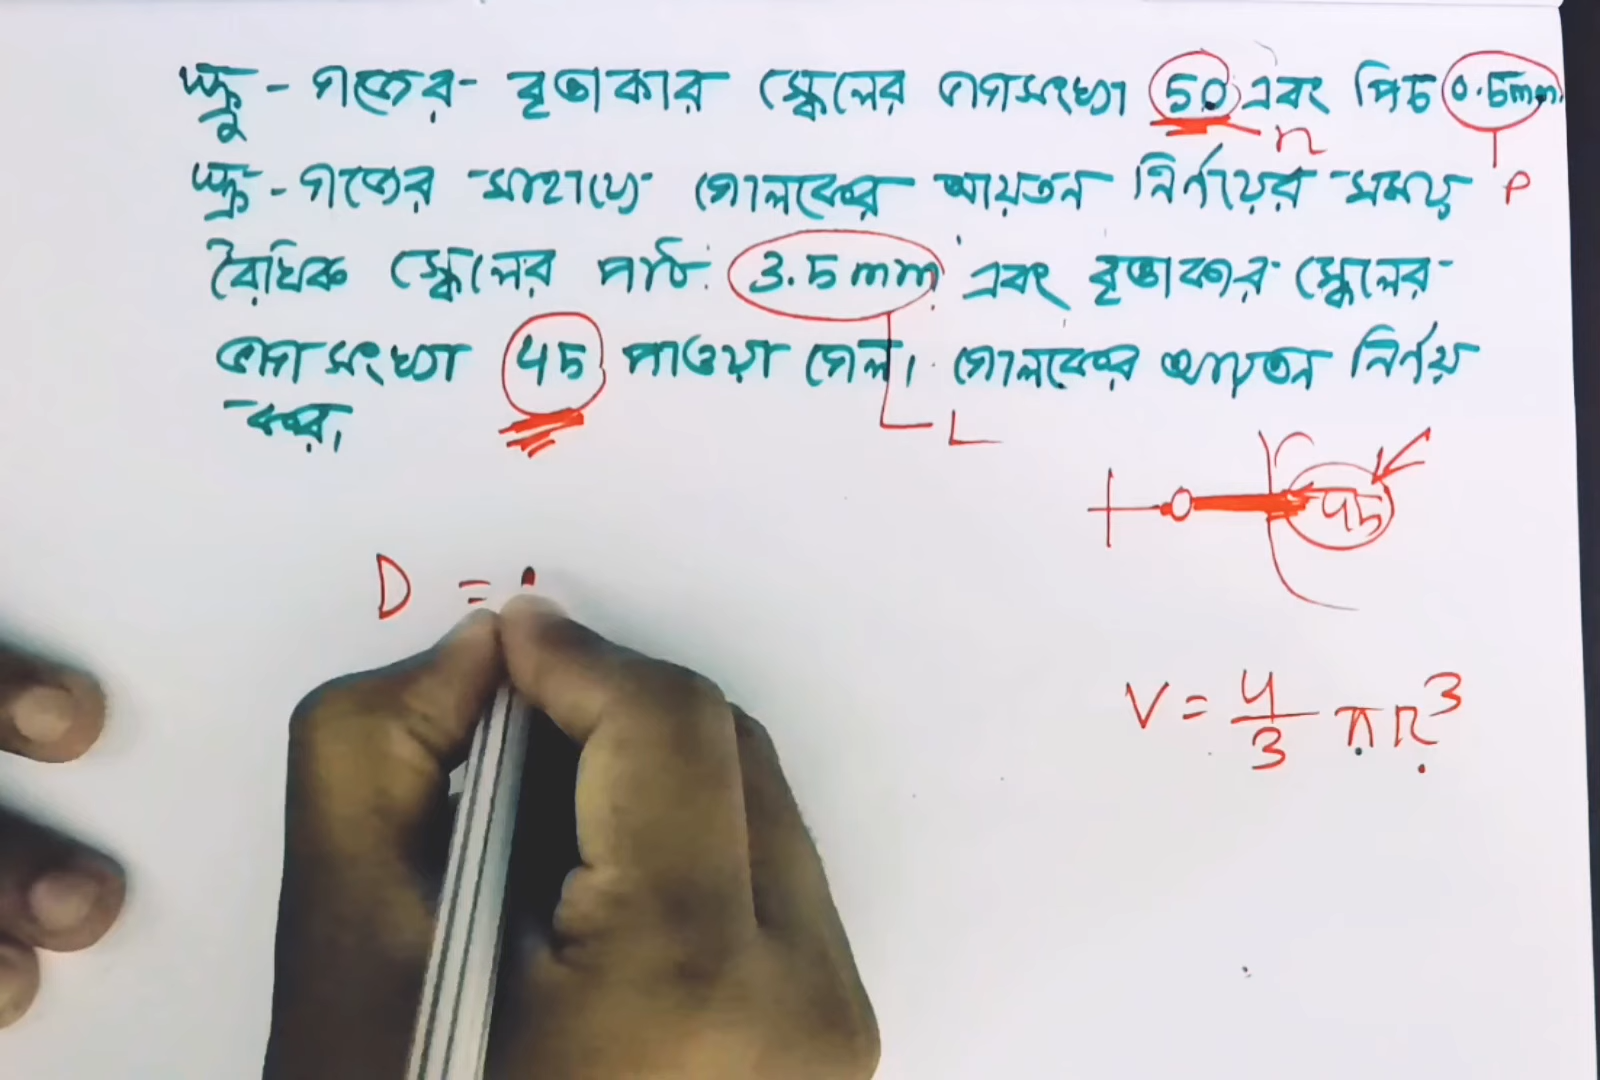 স্ক্রু - গজের বৃত্তাকার স্কেলের ভাগসংখ্যা 50 এবং পিচ 0.5mm
n
স্ক্রু - গজের সাহায্যে গোলকের আয়তন নির্ণয়ের সময় P
রৈখিক স্কেলের পাঠ 3.5mm এবং বৃত্তাকার স্কেলের
ভাগ সংখ্যা 45 পাওয়া গেল। গোলকের আয়তন নির্ণয়
কর।
L
45
D =
V = 4/3 πr³